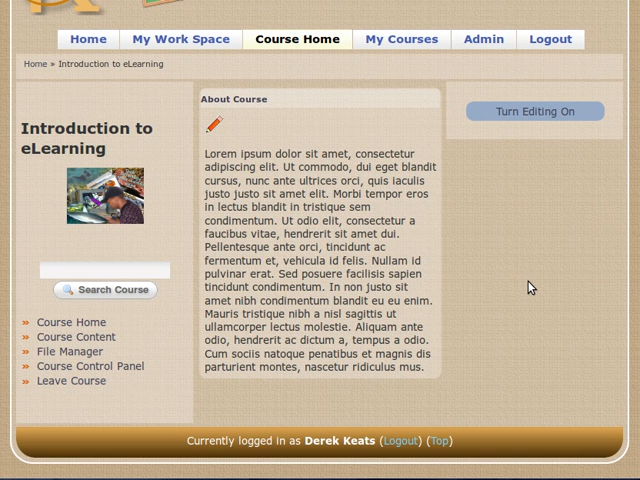 Home
My Work Space
Course Home
My Courses
Admin
Logout
Home » Introduction to eLearning
Introduction to
eLearning
Search Course
» Course Home
» Course Content
» File Manager
» Course Control Panel
» Leave Course
About Course
Lorem ipsum dolor sit amet, consectetur
adipiscing elit. Ut commodo, dui eget blandit
cursus, nunc ante ultrices orci, quis iaculis
justo justo sit amet elit. Morbi tempor eros
in lectus blandit in tristique sem
condimentum. Ut odio elit, consectetur a
faucibus vitae, hendrerit sit amet dui.
Pellentesque ante orci, tincidunt ac
fermentum et, vehicula id felis. Nullam id
pulvinar erat. Sed posuere facilisis sapien
tincidunt condimentum. In non justo sit
amet nibh condimentum blandit eu eu enim.
Mauris tristique nibh a nisl sagittis ut
ullamcorper lectus molestie. Aliquam ante
odio, hendrerit ac dictum a, tempus a odio.
Cum sociis natoque penatibus et magnis dis
parturient montes, nascetur ridiculus mus.
Turn Editing On
Currently logged in as Derek Keats (Logout) (Top)